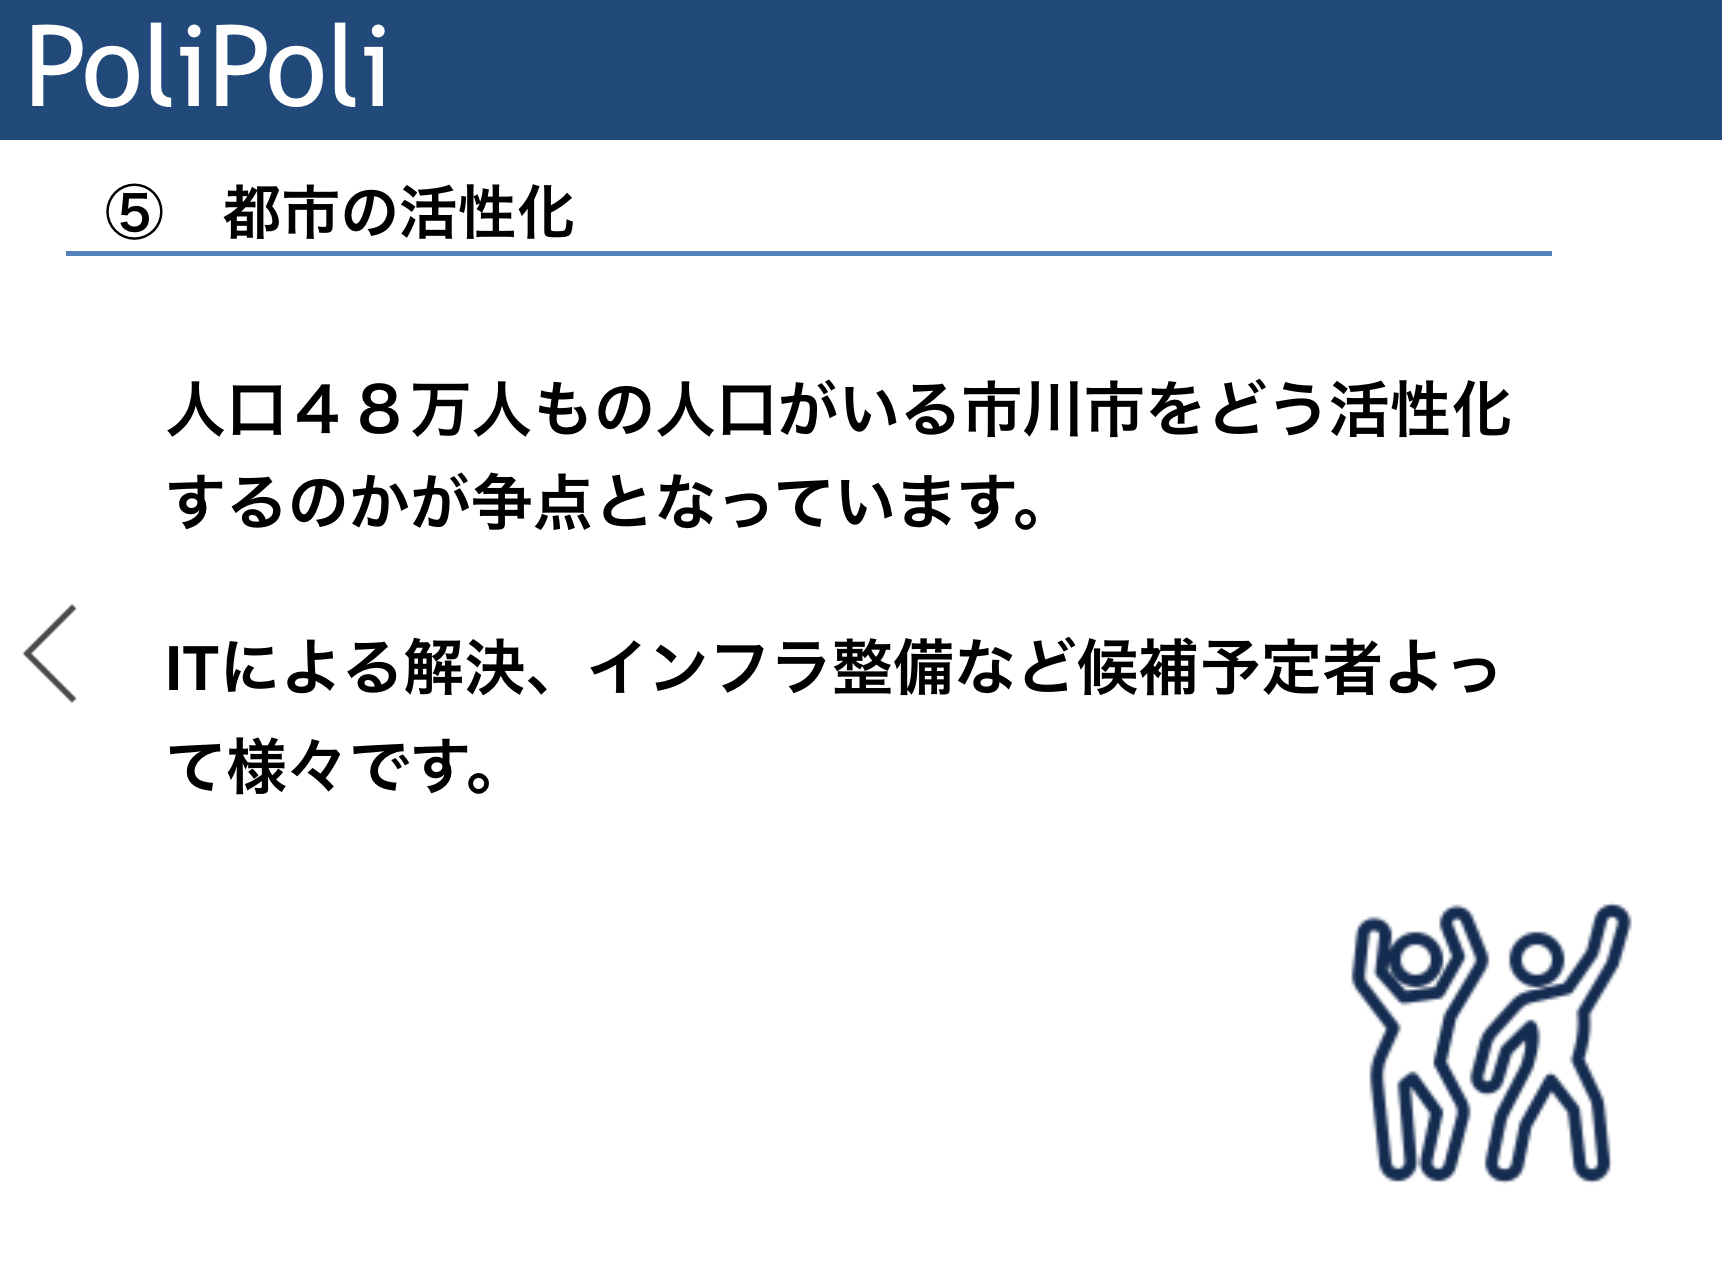 PoliPoli
⑤　都市の活性化
人口４８万人もの人口がいる市川市をどう活性化
するのかが争点となっています。
ITによる解決、インフラ整備など候補予定者よっ
て様々です。